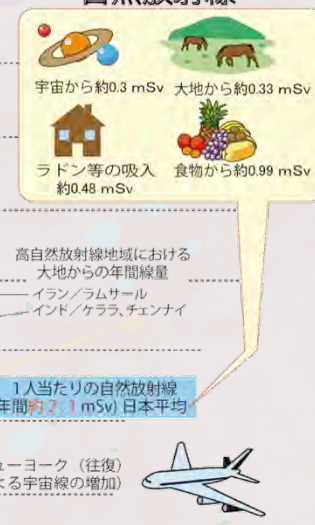 宇宙から約0.3 mSv 大地から約0.33 mSv
ラドン等の吸入 食物から約0.99 mSv
約0.48 mSv
高自然放射線地域における
大地からの年間線量
イラン／ラムサール
インド／ケララ、チェンナイ
1人当たりの自然放射線
年間約2.1 mSv) 日本平均
ューヨーク（往復）
よる宇宙線の増加）